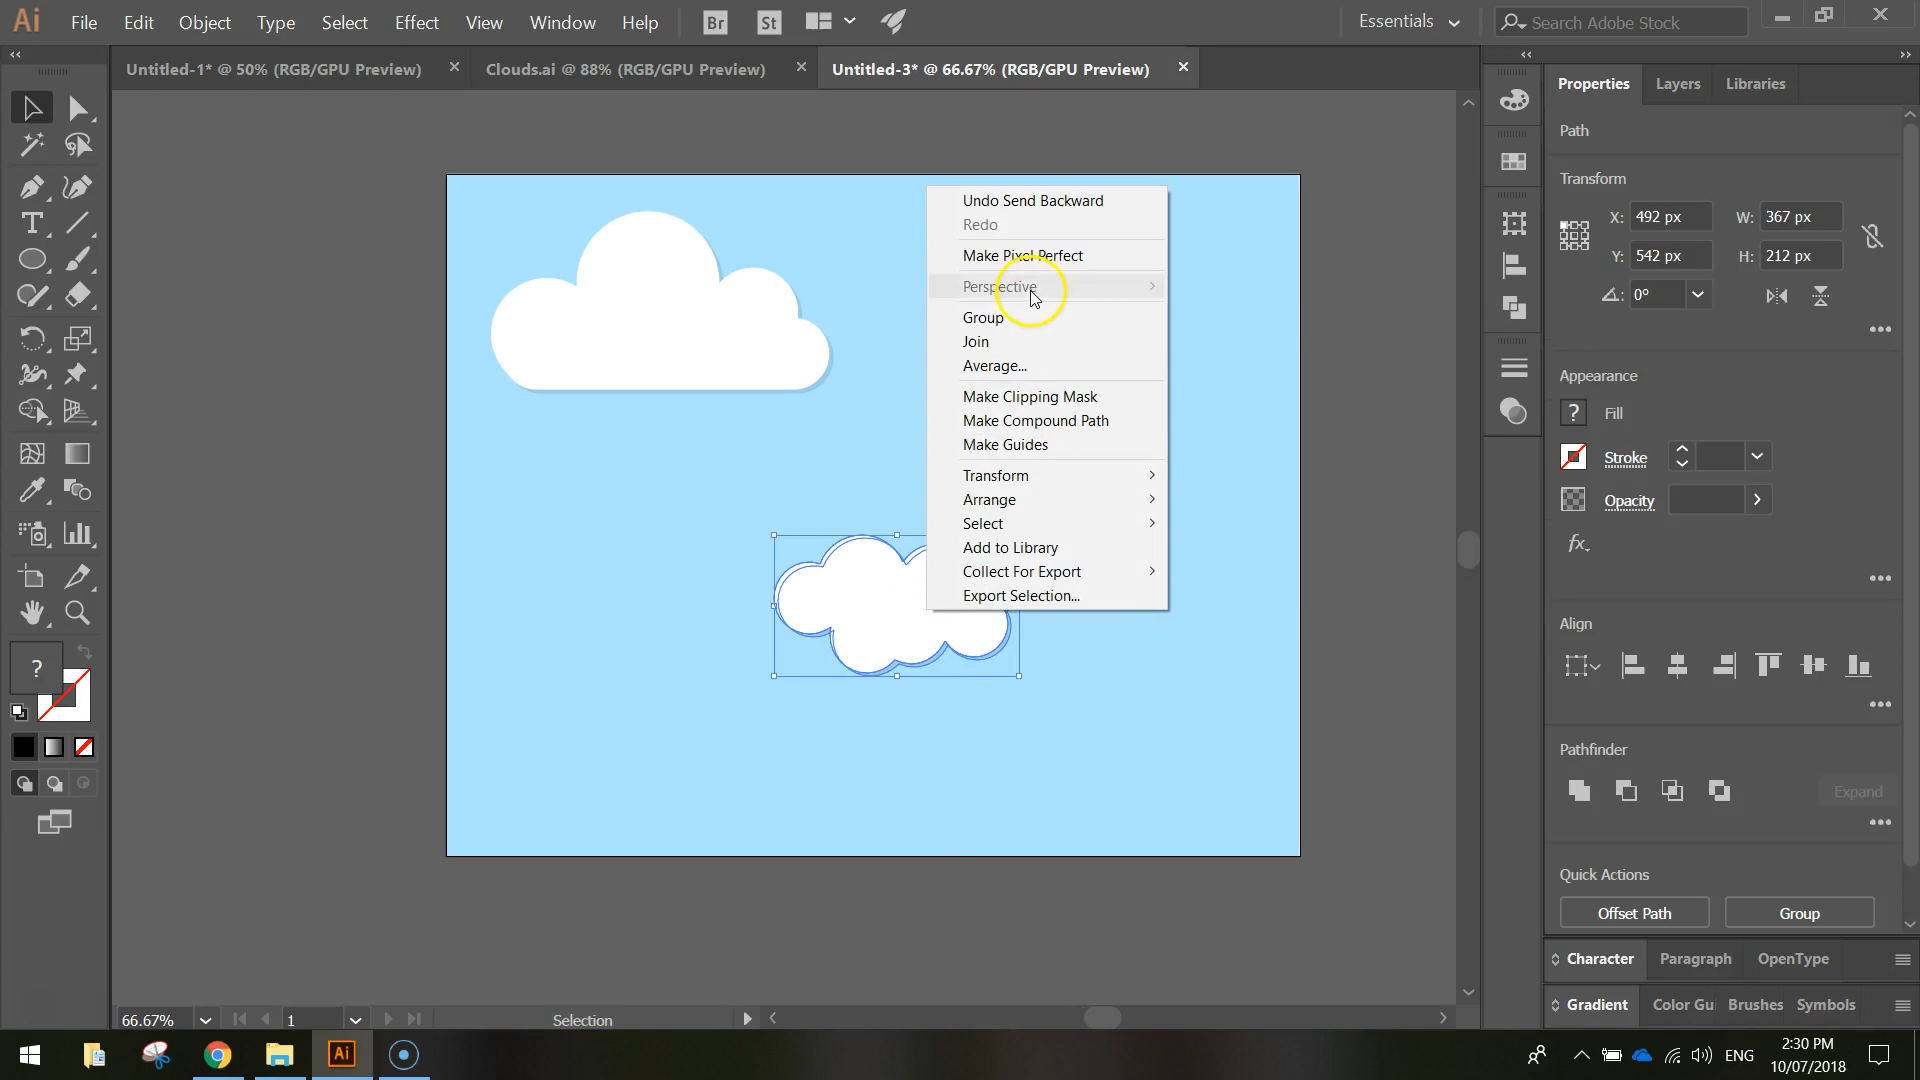 Ai File Edit Object Type Select Effect View Window Help Br St Essentials Search Adobe Stock
Untitled-1* @ 50% (RGB/GPU Preview) Clouds.ai @ 88% (RGB/GPU Preview) Untitled-3* @ 66.67% (RGB/GPU Preview)
Properties Layers Libraries
Path
Transform
X: 492 px W: 367 px
Y: 542 px H: 212 px
0°
Appearance
? Fill
Stroke
Opacity
fx.
Align
Pathfinder
Expand
Quick Actions
Offset Path Group
Character Paragraph OpenType
Gradient Color Gui Brushes Symbols
Undo Send Backward
Redo
Make Pixel Perfect
Perspective
Group
Join
Average...
Make Clipping Mask
Make Compound Path
Make Guides
Transform
Arrange
Select
Add to Library
Collect For Export
Export Selection...
T
?
66.67% 1 Selection
Ai ENG 2:30 PM
10/07/2018